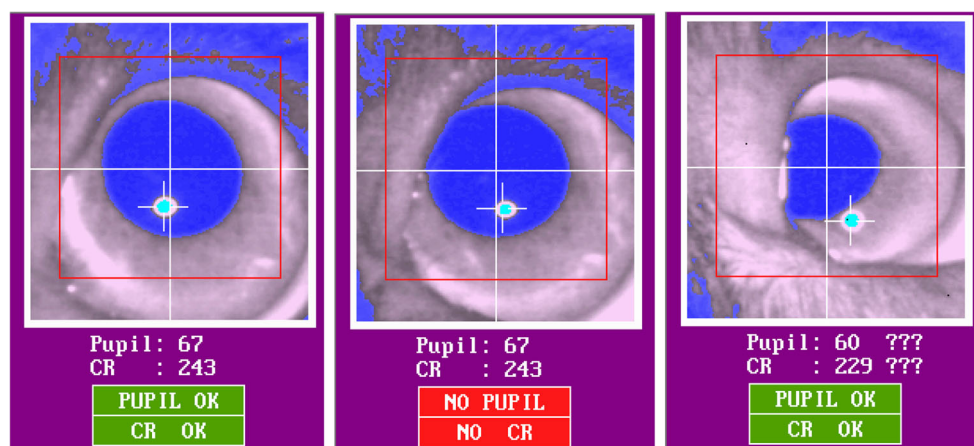 Pupil: 67
CR : 243
PUPIL OK
CR OK
Pupil: 67
CR : 243
NO PUPIL
NO CR
Pupil: 60 ???
CR : 229 ???
PUPIL OK
CR OK